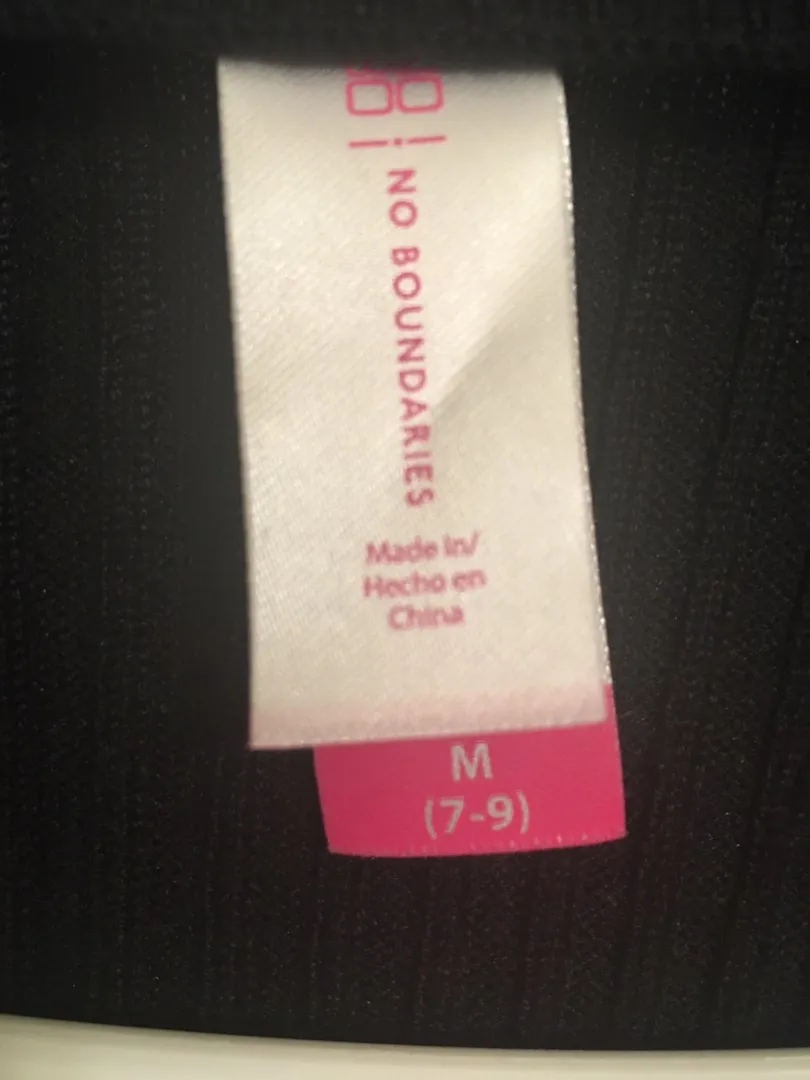 NO BOUNDARIES
Made in/
Hecho en
China
M
(7-9)